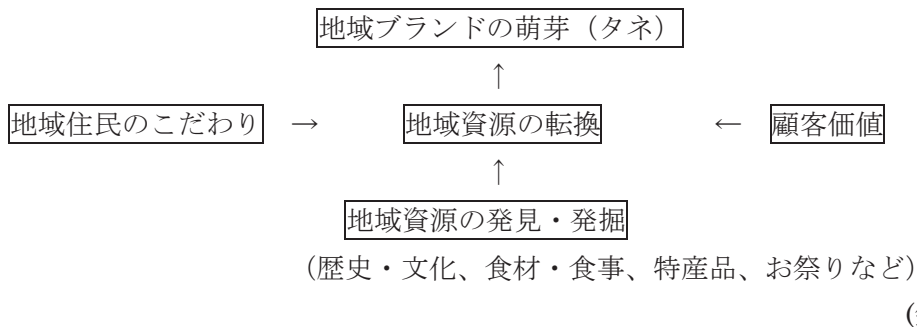 地域ブランドの萌芽（タネ）
↑
地域住民のこだわり → 地域資源の転換 ← 顧客価値
↑
地域資源の発見・発掘
（歴史・文化、食材・食事、特産品、お祭りなど）
（